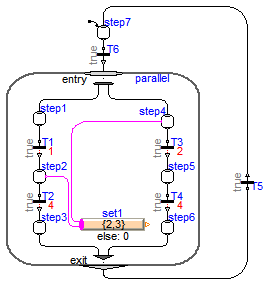 step7
true
T6
entry
parallel
step1
step4
true
T1
1
true
T3
2
step2
step5
true
T5
true
T2
4
true
T4
4
set1
{2,3}
else: 0
step3
step6
exit